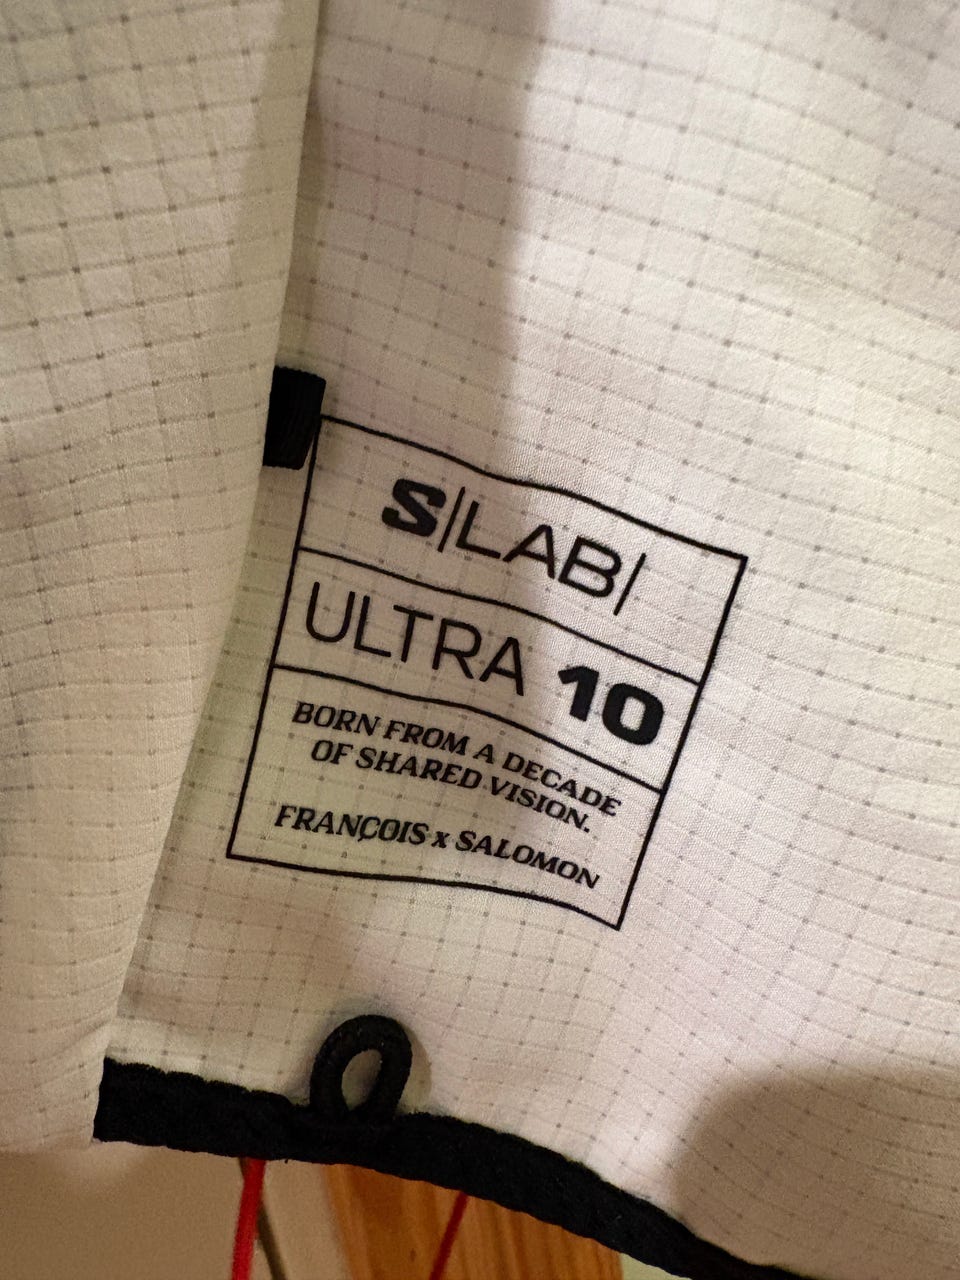 S/LAB/
ULTRA 10
BORN FROM A DECADE
OF SHARED VISION.
FRANÇOIS x SALOMON